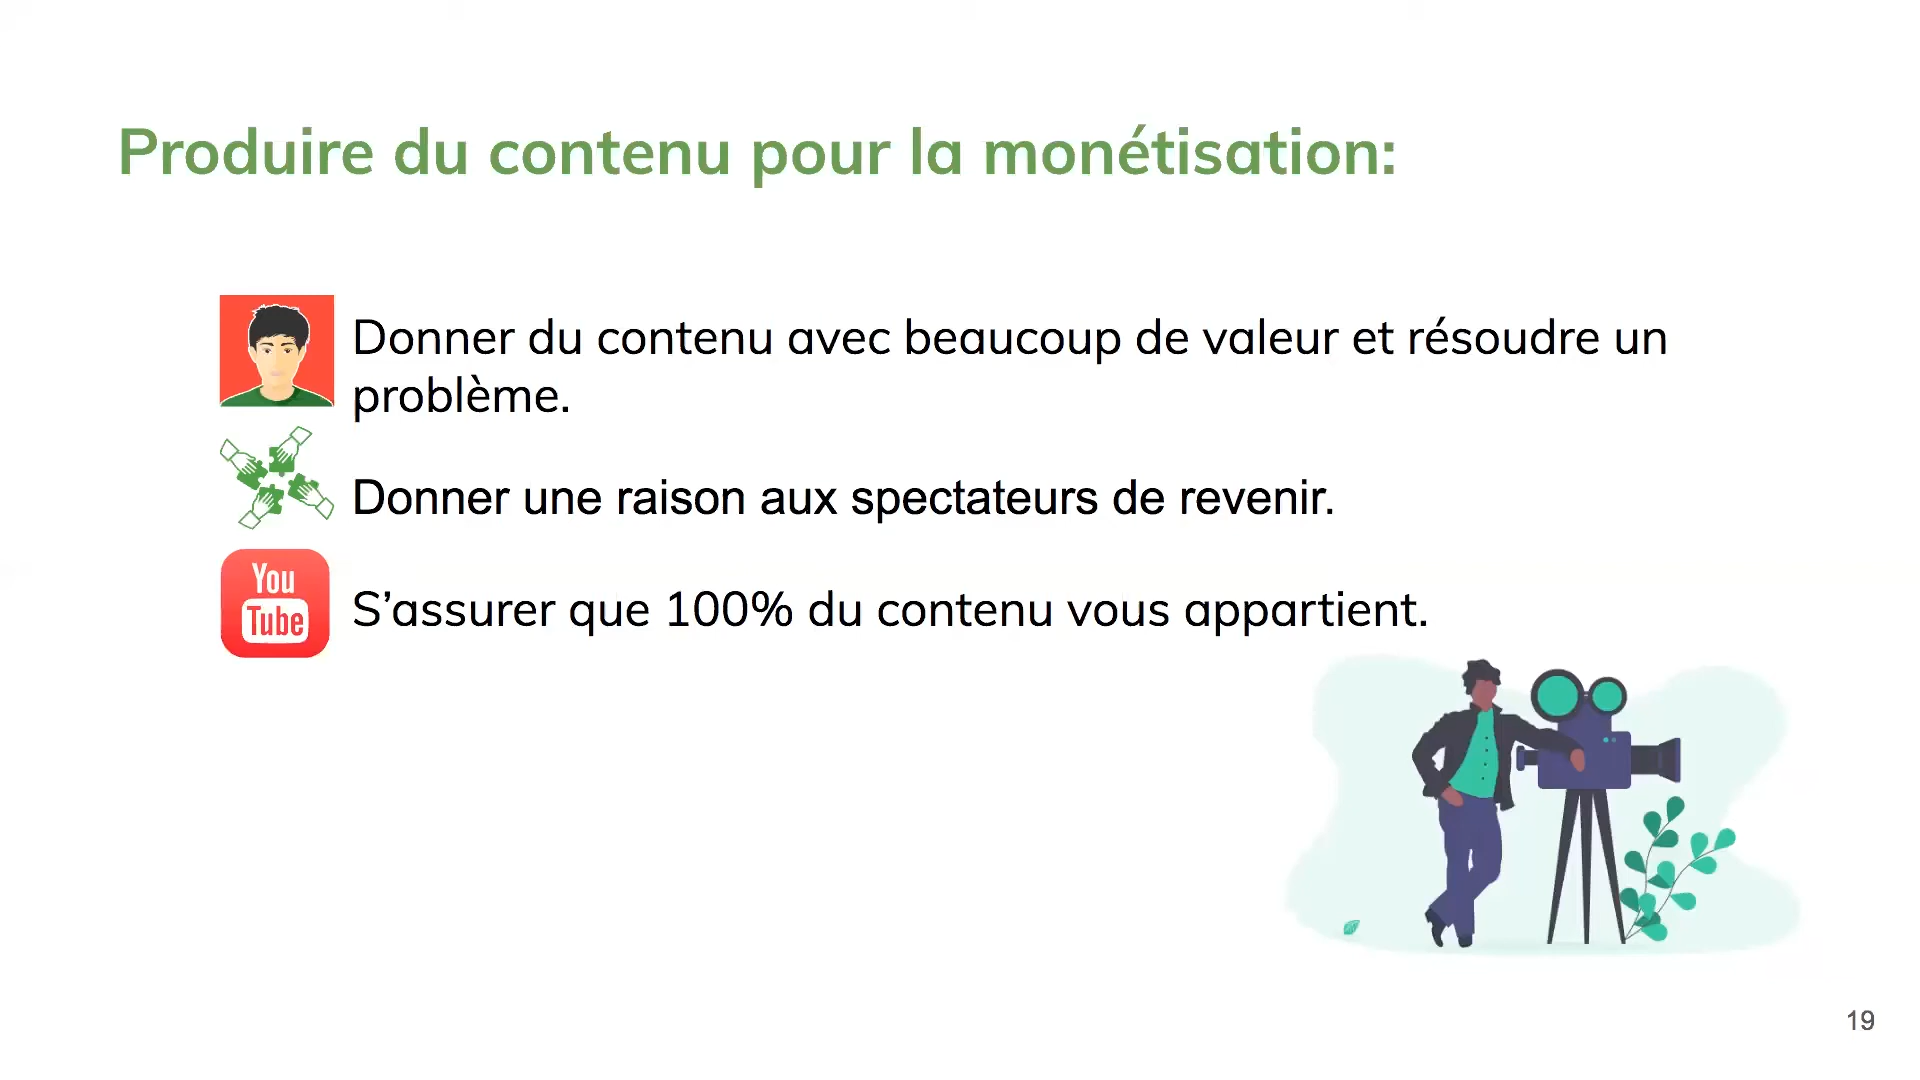 Produire du contenu pour la monétisation:
Donner du contenu avec beaucoup de valeur et résoudre un
problème.
Donner une raison aux spectateurs de revenir.
You
Tube
S’assurer que 100% du contenu vous appartient.
19